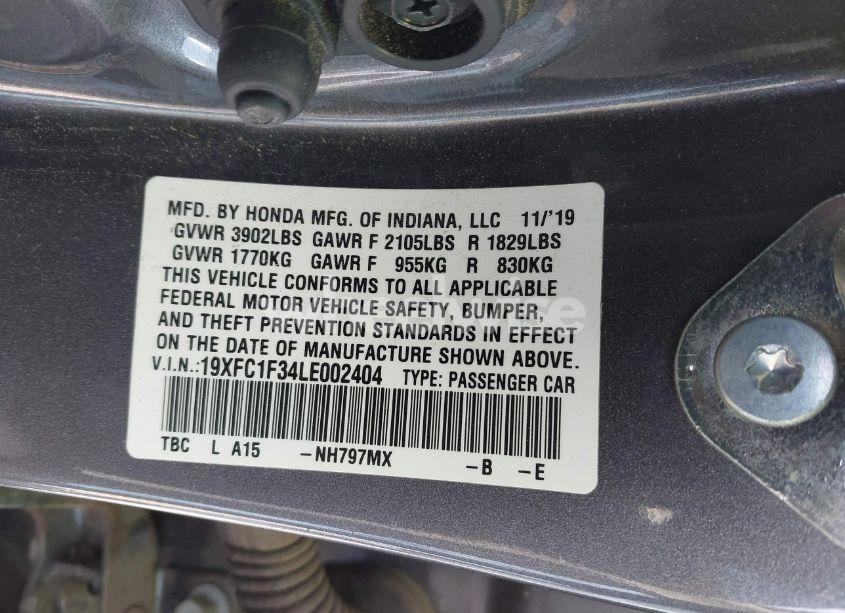 MFD. BY HONDA MFG. OF INDIANA, LLC 11/'19
GVWR 3902LBS GAWR F 2105LBS R 1829LBS
GVWR 1770KG GAWR F 955KG R 830KG
THIS VEHICLE CONFORMS TO ALL APPLICABLE
FEDERAL MOTOR VEHICLE SAFETY, BUMPER,
AND THEFT PREVENTION STANDARDS IN EFFECT
ON THE DATE OF MANUFACTURE SHOWN ABOVE.
V.I.N.:19XFC1F34LE002404 TYPE: PASSENGER CAR
TBC L A15 -NH797MX -B -E